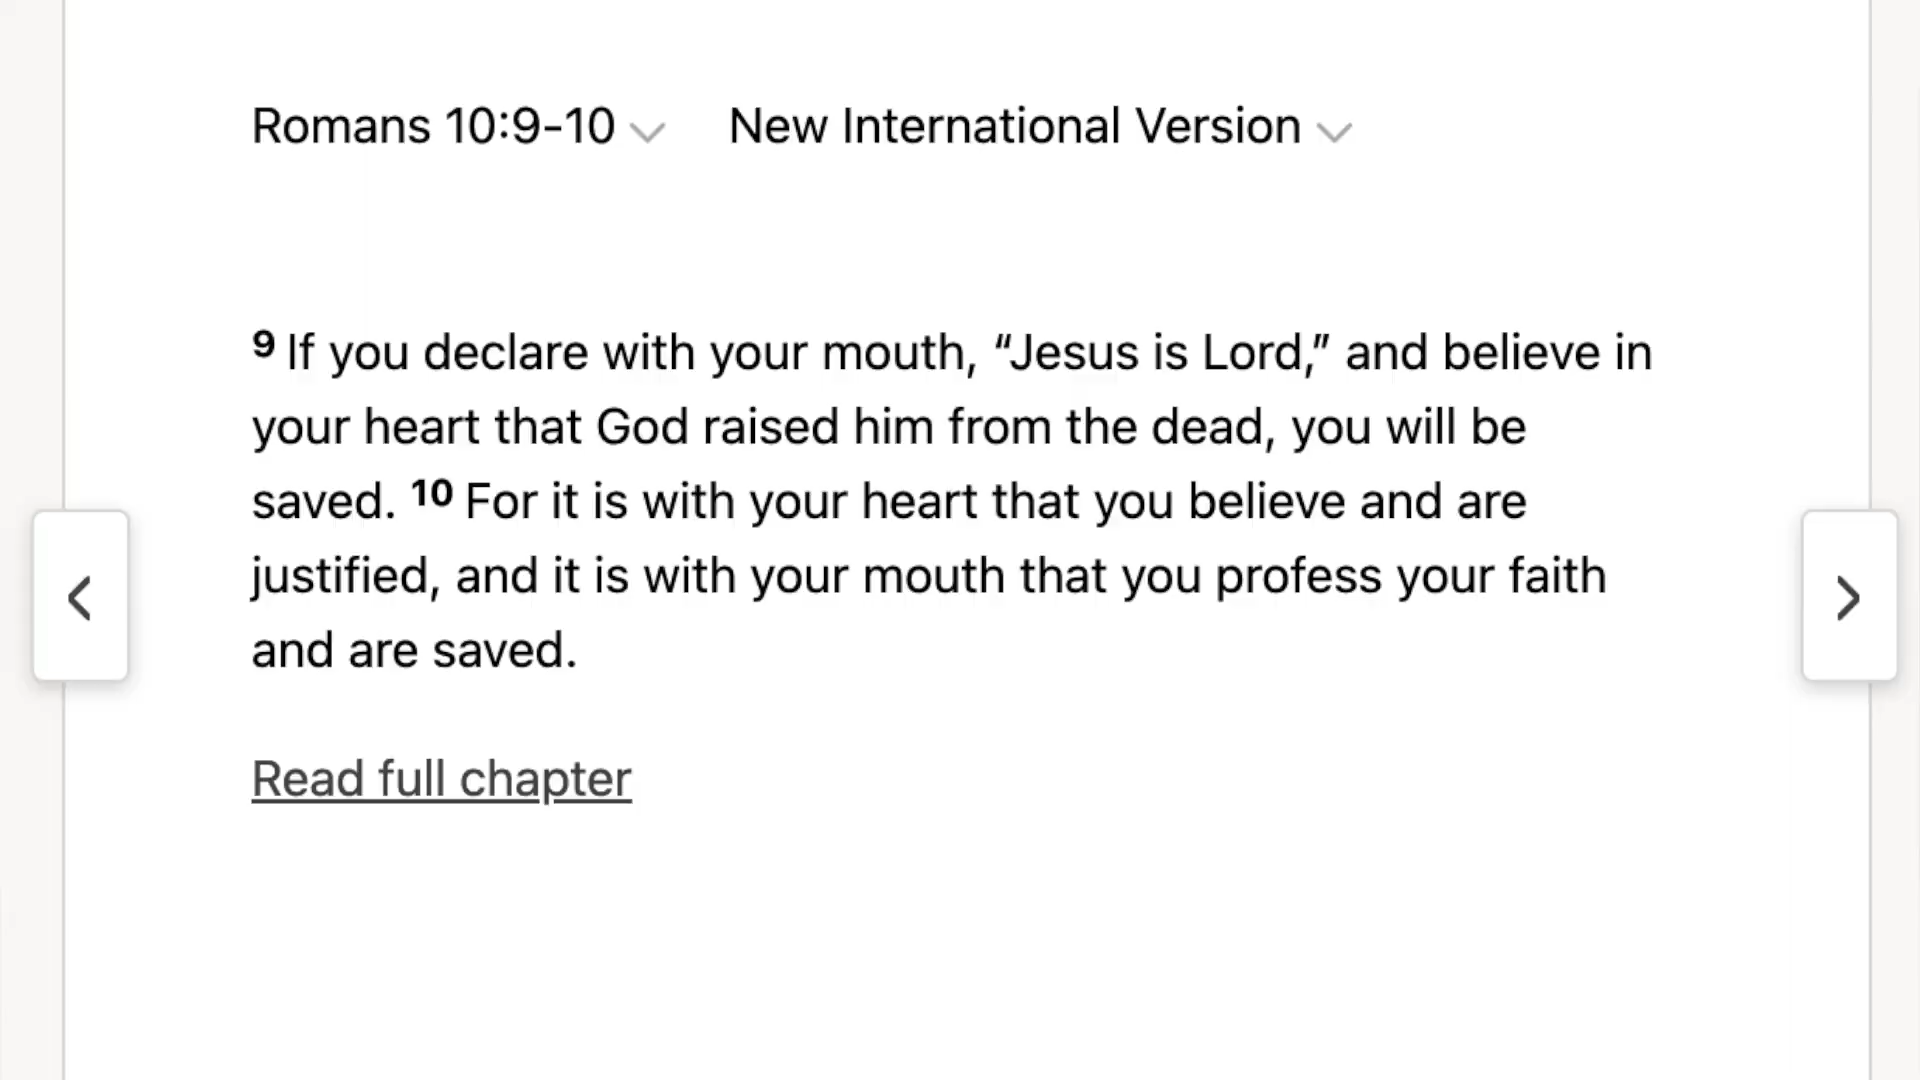 Romans 10:9-10 New International Version
9 If you declare with your mouth, “Jesus is Lord,” and believe in
your heart that God raised him from the dead, you will be
saved. 10 For it is with your heart that you believe and are
justified, and it is with your mouth that you profess your faith
and are saved.
Read full chapter